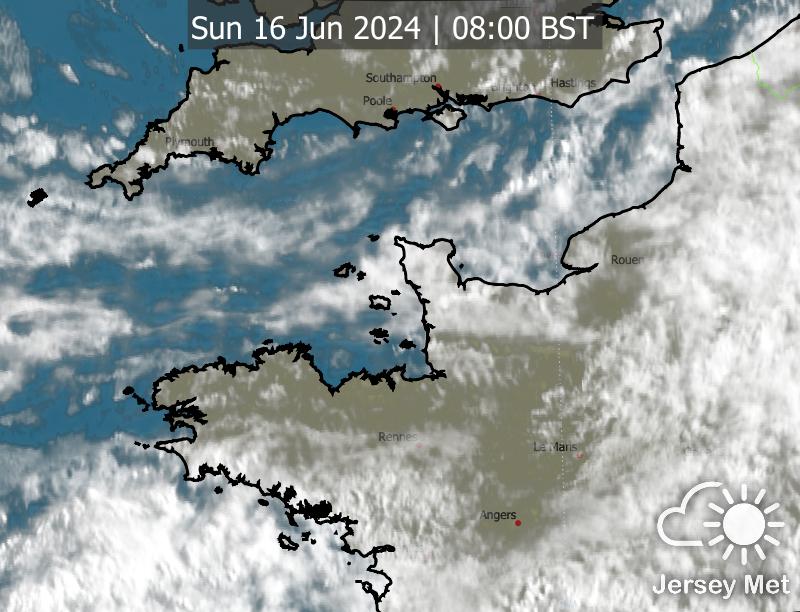 Sun 16 Jun 2024 | 08:00 BST
Southampton
Brighton
Hastings
Poole
Plymouth
Rouen
Rennes
Le Mans
Angers
Jersey Met